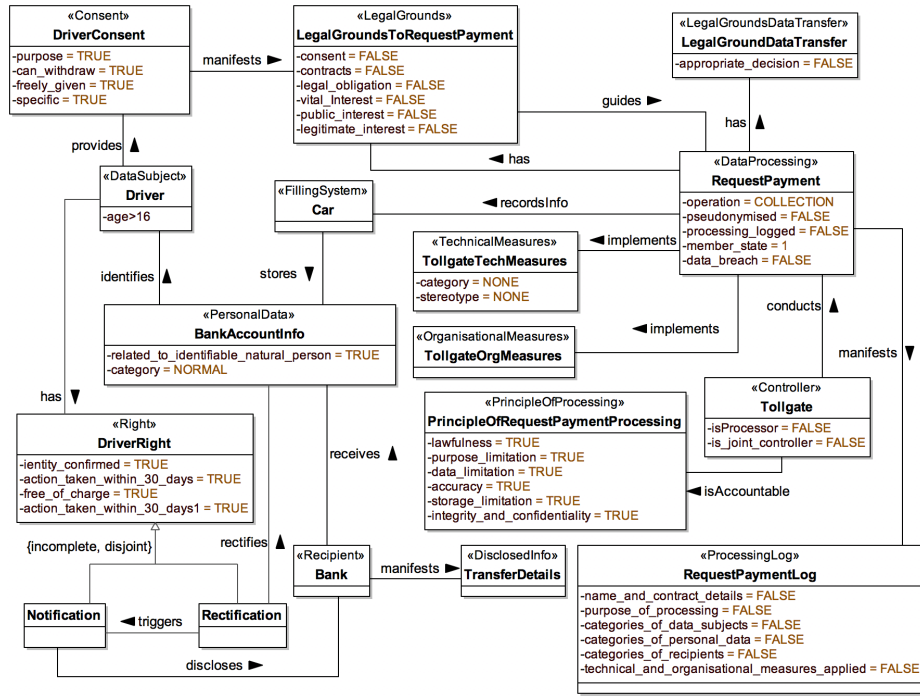 «Consent»
DriverConsent
-purpose = TRUE
-can_withdraw = TRUE
-freely_given = TRUE
-specific = TRUE
manifests
«LegalGrounds»
LegalGroundsToRequestPayment
-consent = FALSE
-contracts = FALSE
-legal_obligation = FALSE
-vital_Interest = FALSE
-public_interest = FALSE
-legitimate_interest = FALSE
«LegalGroundsDataTransfer»
LegalGroundDataTransfer
-appropriate_decision = FALSE
guides
has
provides
has
«DataSubject»
Driver
-age>16
«FillingSystem»
Car
recordsInfo
«DataProcessing»
RequestPayment
-operation = COLLECTION
-pseudonymised = FALSE
-processing_logged = FALSE
-member_state = 1
-data_breach = FALSE
«TechnicalMeasures»
TollgateTechMeasures
-category = NONE
-stereotype = NONE
implements
identifies
stores
«PersonalData»
BankAccountInfo
-related_to_identifiable_natural_person = TRUE
-category = NORMAL
«OrganisationalMeasures»
TollgateOrgMeasures
implements
conducts
manifests
has
«Right»
DriverRight
-ientity_confirmed = TRUE
-action_taken_within_30_days = TRUE
-free_of_charge = TRUE
-action_taken_within_30_days1 = TRUE
receives
«PrincipleOfProcessing»
PrincipleOfRequestPaymentProcessing
-lawfulness = TRUE
-purpose_limitation = TRUE
-data_limitation = TRUE
-accuracy = TRUE
-storage_limitation = TRUE
-integrity_and_confidentiality = TRUE
«Controller»
Tollgate
-isProcessor = FALSE
-is_joint_controller = FALSE
isAccountable
{incomplete, disjoint}
rectifies
«Recipient»
Bank
manifests
«DisclosedInfo»
TransferDetails
«ProcessingLog»
RequestPaymentLog
-name_and_contract_details = FALSE
-purpose_of_processing = FALSE
-categories_of_data_subjects = FALSE
-categories_of_personal_data = FALSE
-categories_of_recipients = FALSE
-technical_and_organisational_measures_applied = FALSE
Notification
triggers
Rectification
discloses